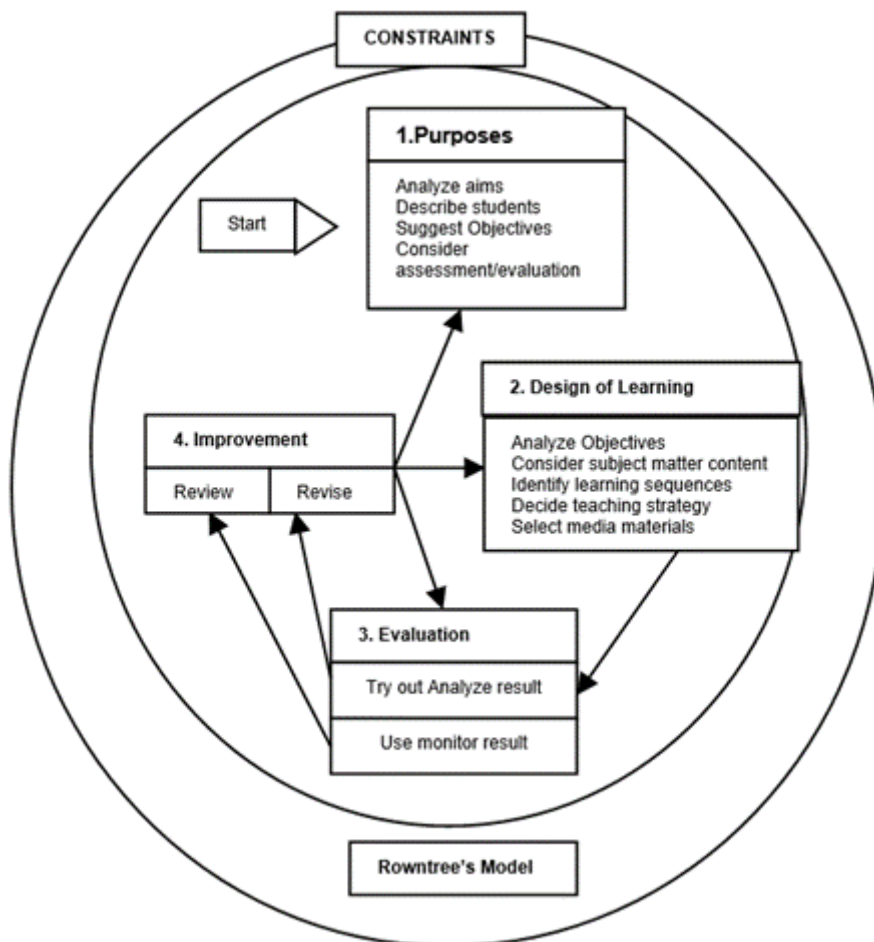 CONSTRAINTS
1.Purposes
Analyze aims
Describe students
Suggest Objectives
Consider
assessment/evaluation
Start
2. Design of Learning
Analyze Objectives
Consider subject matter content
Identify learning sequences
Decide teaching strategy
Select media materials
4. Improvement
Review
Revise
3. Evaluation
Try out Analyze result
Use monitor result
Rowntree's Model